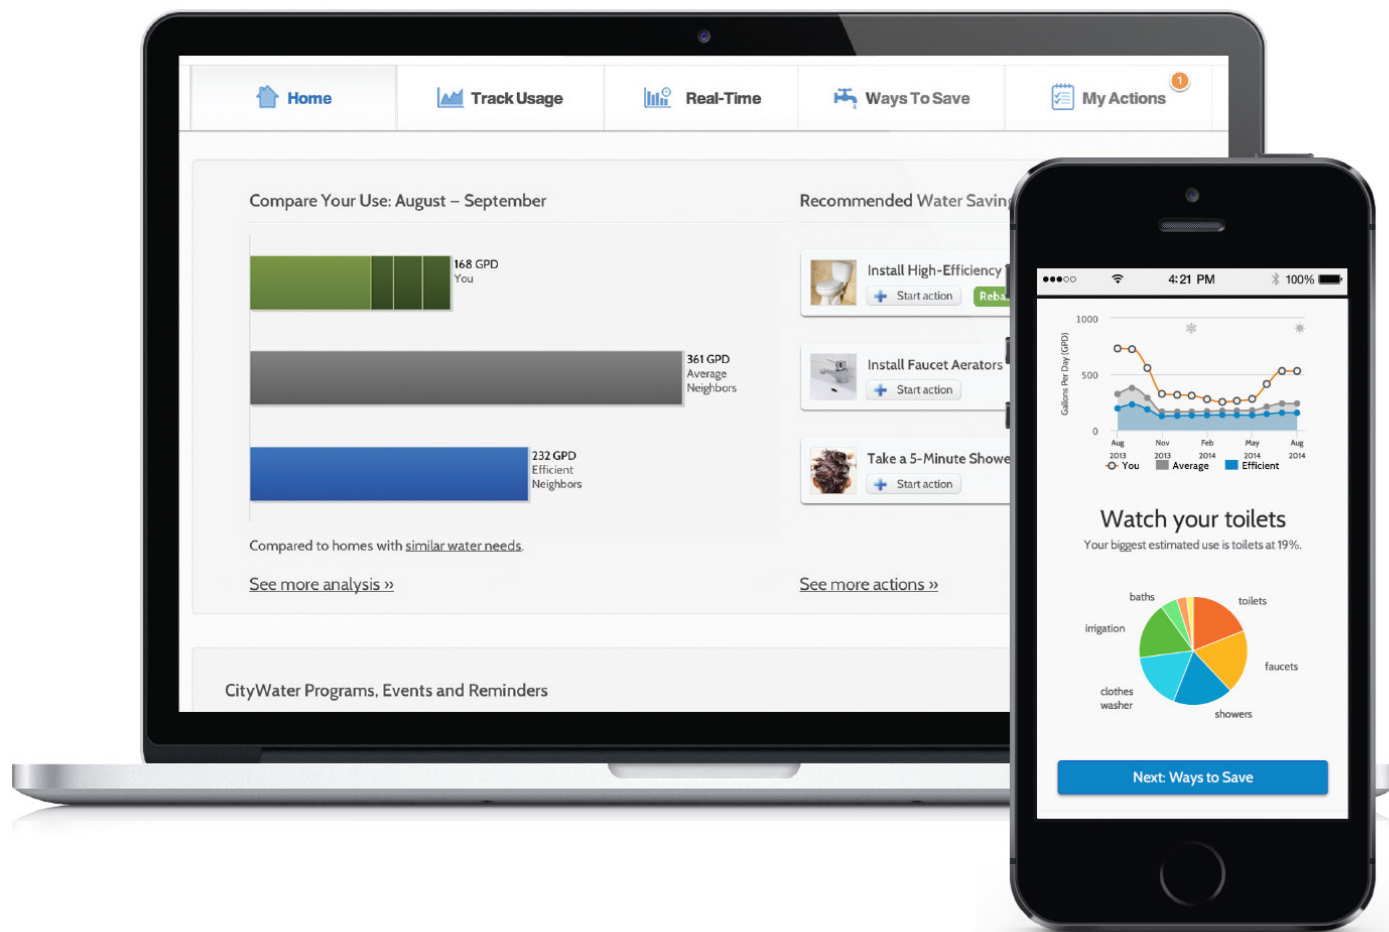 Home
Track Usage
Real-Time
Ways To Save
My Actions
1
Compare Your Use: August – September
168 GPD
You
361 GPD
Average
Neighbors
232 GPD
Efficient
Neighbors
Compared to homes with similar water needs.
See more analysis »
Recommended Water Saving
Install High-Efficiency
Start action
Install Faucet Aerators
Start action
Take a 5-Minute
Start action
See more actions »
CityWater Programs, Events and Reminders
4:21 PM
100%
1000
500
0
Gallons Per Day (GPD)
Aug Nov Feb May Aug
2013 2013 2014 2014 2014
You Average Efficient
Watch your toilets
Your biggest estimated use is toilets at 19%.
baths
toilets
irrigation
faucets
clothes
washer
showers
Next: Ways to Save